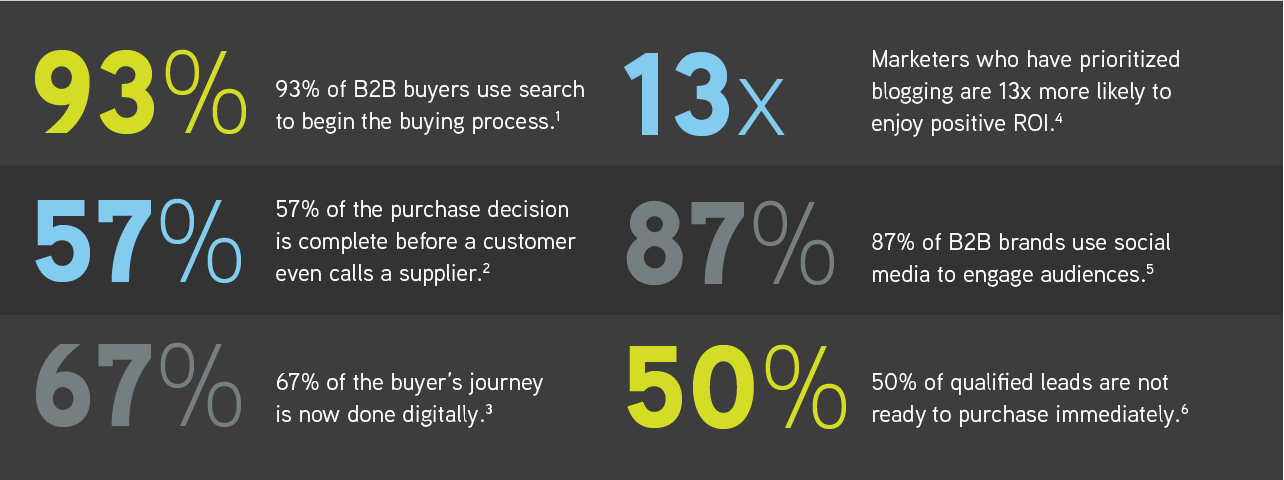 93%
93% of B2B buyers use search
to begin the buying process.¹
13x
Marketers who have prioritized
blogging are 13x more likely to
enjoy positive ROI.⁴
57%
57% of the purchase decision
is complete before a customer
even calls a supplier.²
87%
87% of B2B brands use social
media to engage audiences.⁵
67%
67% of the buyer’s journey
is now done digitally.³
50%
50% of qualified leads are not
ready to purchase immediately.⁶